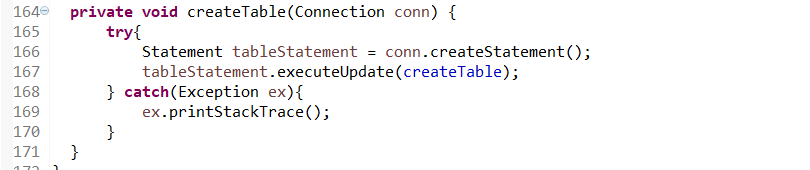 164 private void createTable(Connection conn) {
165 try{
166 Statement tableStatement = conn.createStatement();
167 tableStatement.executeUpdate(createTable);
168 } catch(Exception ex){
169 ex.printStackTrace();
170 }
171 }